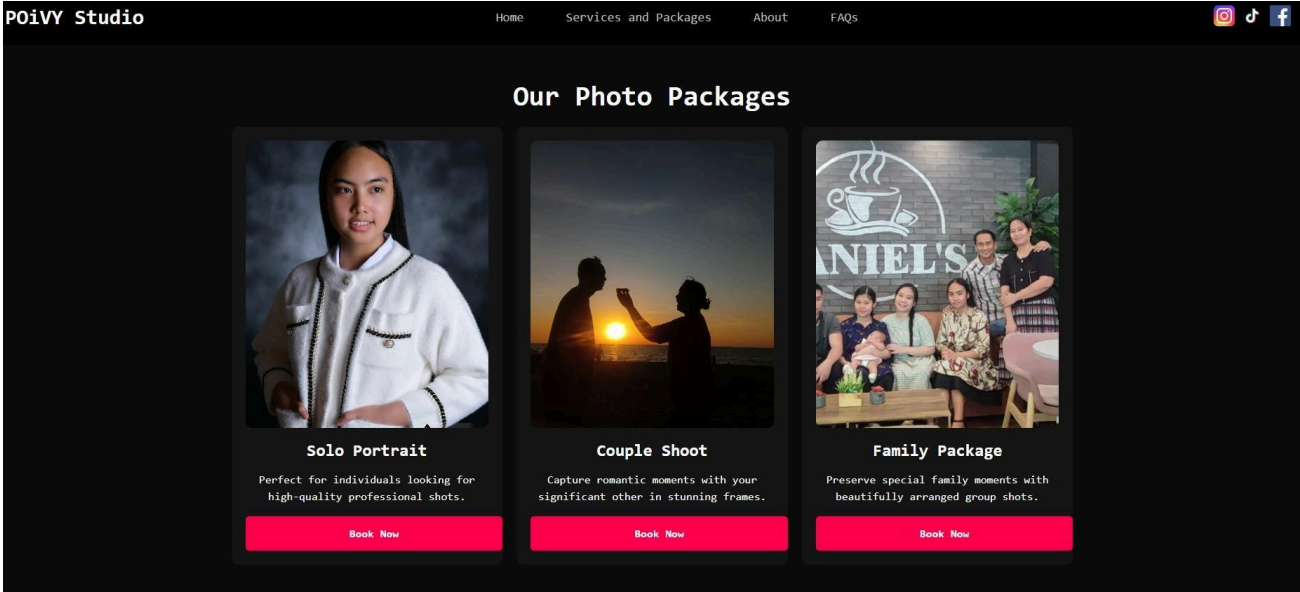 POiVY Studio
Home Services and Packages About FAQs
Our Photo Packages
ANIEL'S
Solo Portrait
Perfect for individuals looking for
high-quality professional shots.
Book Now
Couple Shoot
Capture romantic moments with your
significant other in stunning frames.
Book Now
Family Package
Preserve special family moments with
beautifully arranged group shots.
Book Now